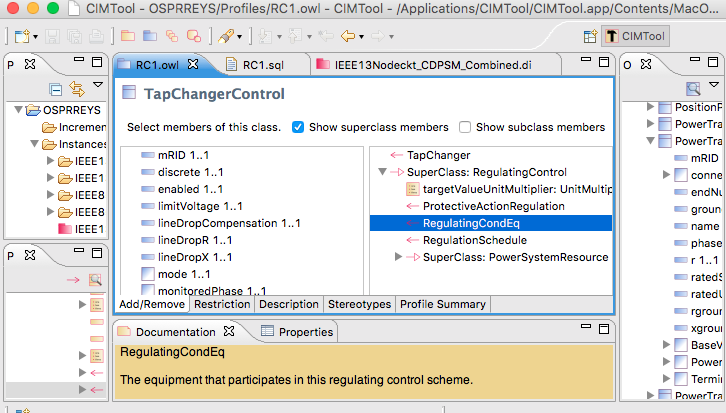 CIMTool - OSPRREYS/Profiles/RC1.owl - CIMTool - /Applications/CIMTool/CIMTool.app/Contents/MacO...
CIMTool
P
OSPRREYS
Increment
Instances
IEEE1
IEEE1
IEEE8
IEEE8
IEEE1
P
RC1.owl
RC1.sql
IEEE13Nodeckt_CDPSM_Combined.di
TapChangerControl
Select members of this class.
Show superclass members
Show subclass members
mRID 1..1
discrete 1..1
enabled 1..1
limitVoltage 1..1
lineDropCompensation 1..1
lineDropR 1..1
lineDropX 1..1
mode 1..1
monitoredPhase 1..1
TapChanger
SuperClass: RegulatingControl
targetValueUnitMultiplier: UnitMultip
ProtectiveActionRegulation
RegulatingCondEq
RegulationSchedule
SuperClass: PowerSystemResource
Add/Remove
Restriction
Description
Stereotypes
Profile Summary
Documentation
Properties
RegulatingCondEq
The equipment that participates in this regulating control scheme.
O
PositionP
PowerTra
PowerTra
mRID
conne
endNu
groun
name
phase
r 1..1
ratedS
ratedU
rgroun
xgroun
BaseV
Power
Termin
PowerTra